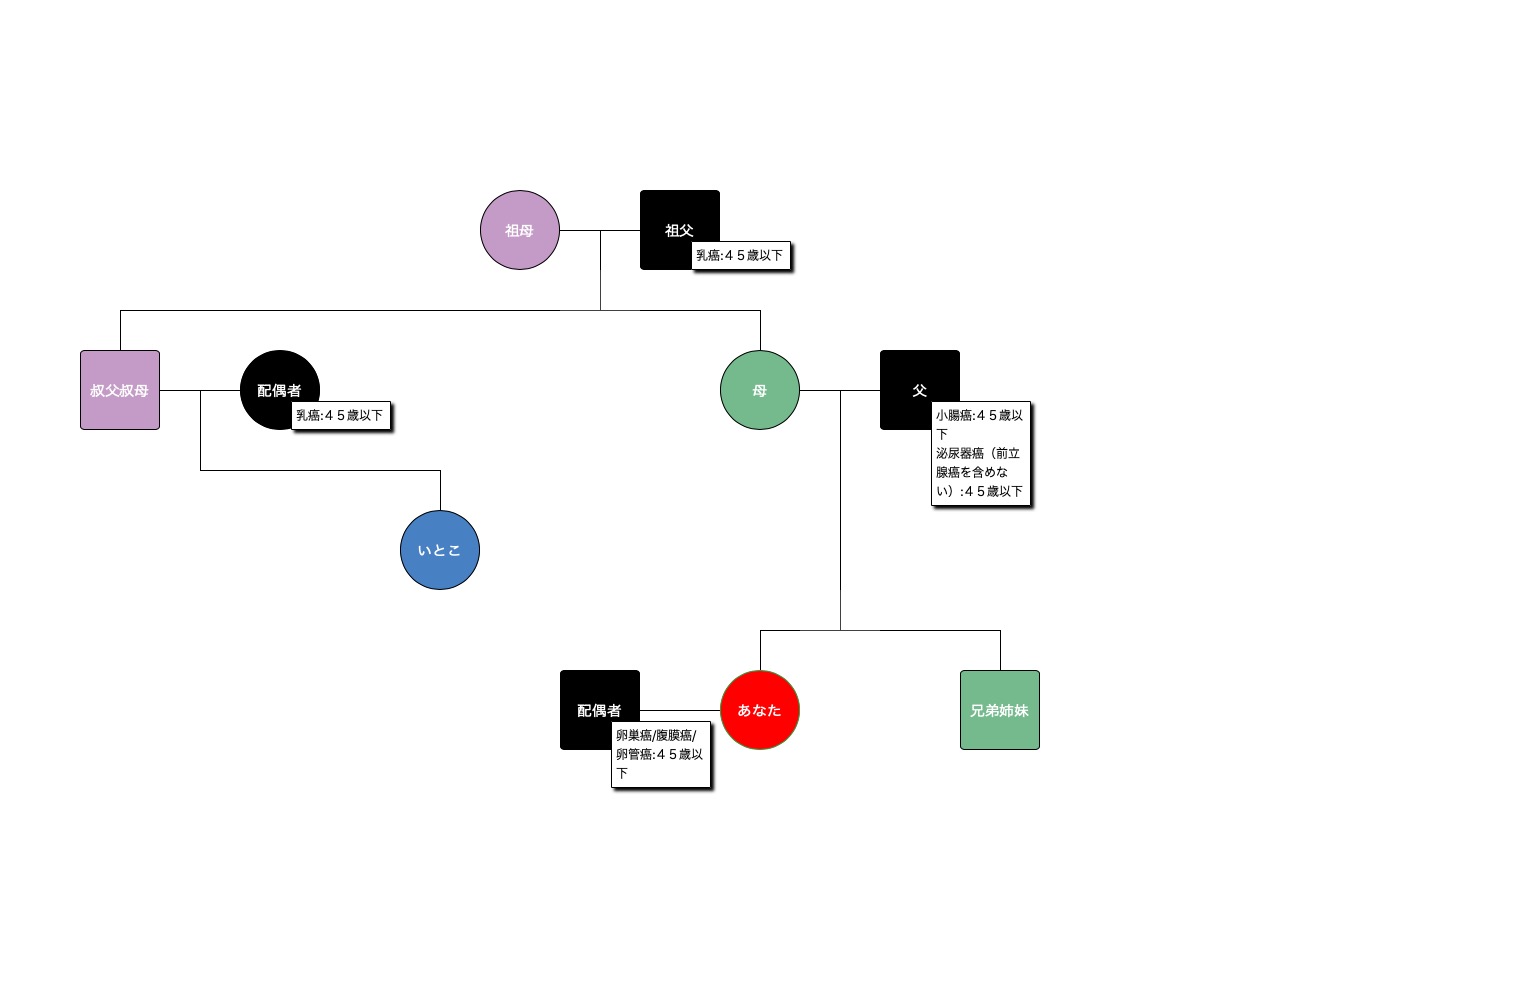 祖母
祖父
乳癌:４５歳以下
叔父叔母
配偶者
乳癌:４５歳以下
母
父
小腸癌:４５歳以
下
泌尿器癌（前立
腺癌を含めな
い）:４５歳以下
いとこ
配偶者
卵巣癌/腹膜癌/
卵管癌:４５歳以
下
あなた
兄弟姉妹